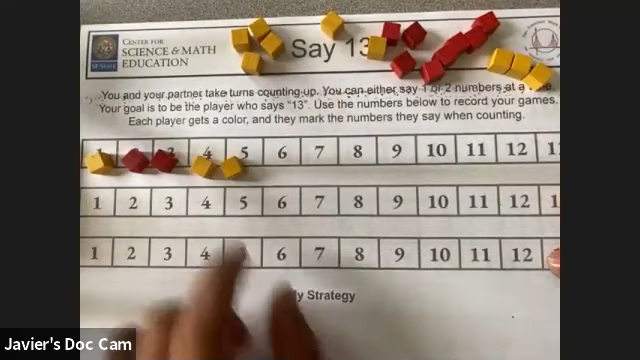 CENTER FOR
SCIENCE & MATH
EDUCATION
SF STATE
Say 13
You and your partner take turns counting up. You can either say 1 or 2 numbers at a
Your goal is to be the player who says “13”. Use the numbers below to record your games.
Each player gets a color, and they mark the numbers they say when counting.
3 4 5 6 7 8 9 10 11 12
1 2 3 4 5 6 7 8 9 10 11 12
1 2 3 4 6 7 8 9 10 11 12
Strategy
Javier's Doc Cam